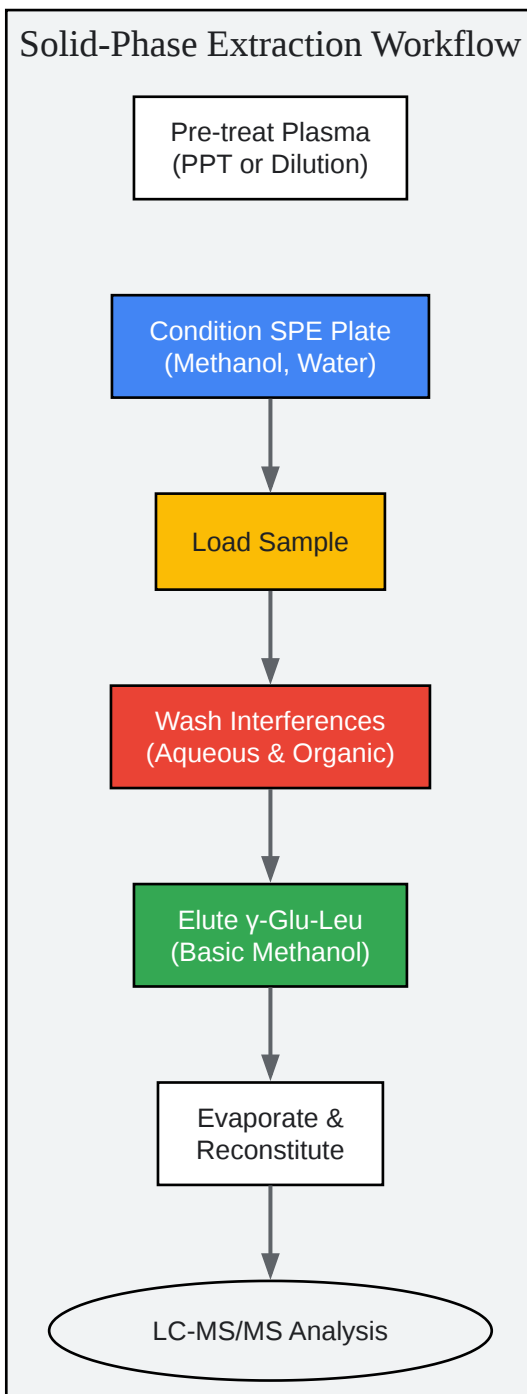 Solid-Phase Extraction Workflow
Pre-treat Plasma
(PPT or Dilution)
Condition SPE Plate
(Methanol, Water)
Load Sample
Wash Interferences
(Aqueous & Organic)
Elute γ-Glu-Leu
(Basic Methanol)
Evaporate &
Reconstitute
LC-MS/MS Analysis